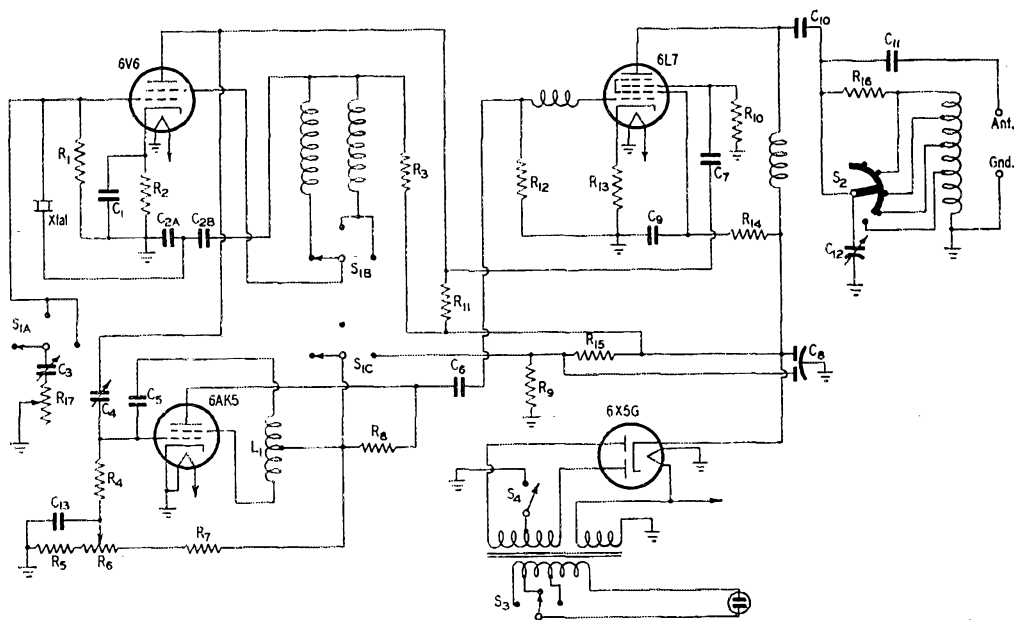 C10
6V6
6L7
C11
R16
R10
Ant.
R1
R3
C7
R2
R12
R13
C1
Gnd.
S2
Xtal
C2A
C2B
C9
R14
C12
S1B
R11
S1A
C3
S1C
R15
C8
C6
R17
C4
C5
6AK5
R9
6X5G
L1
R8
R4
S4
C13
R7
R5
R6
S3